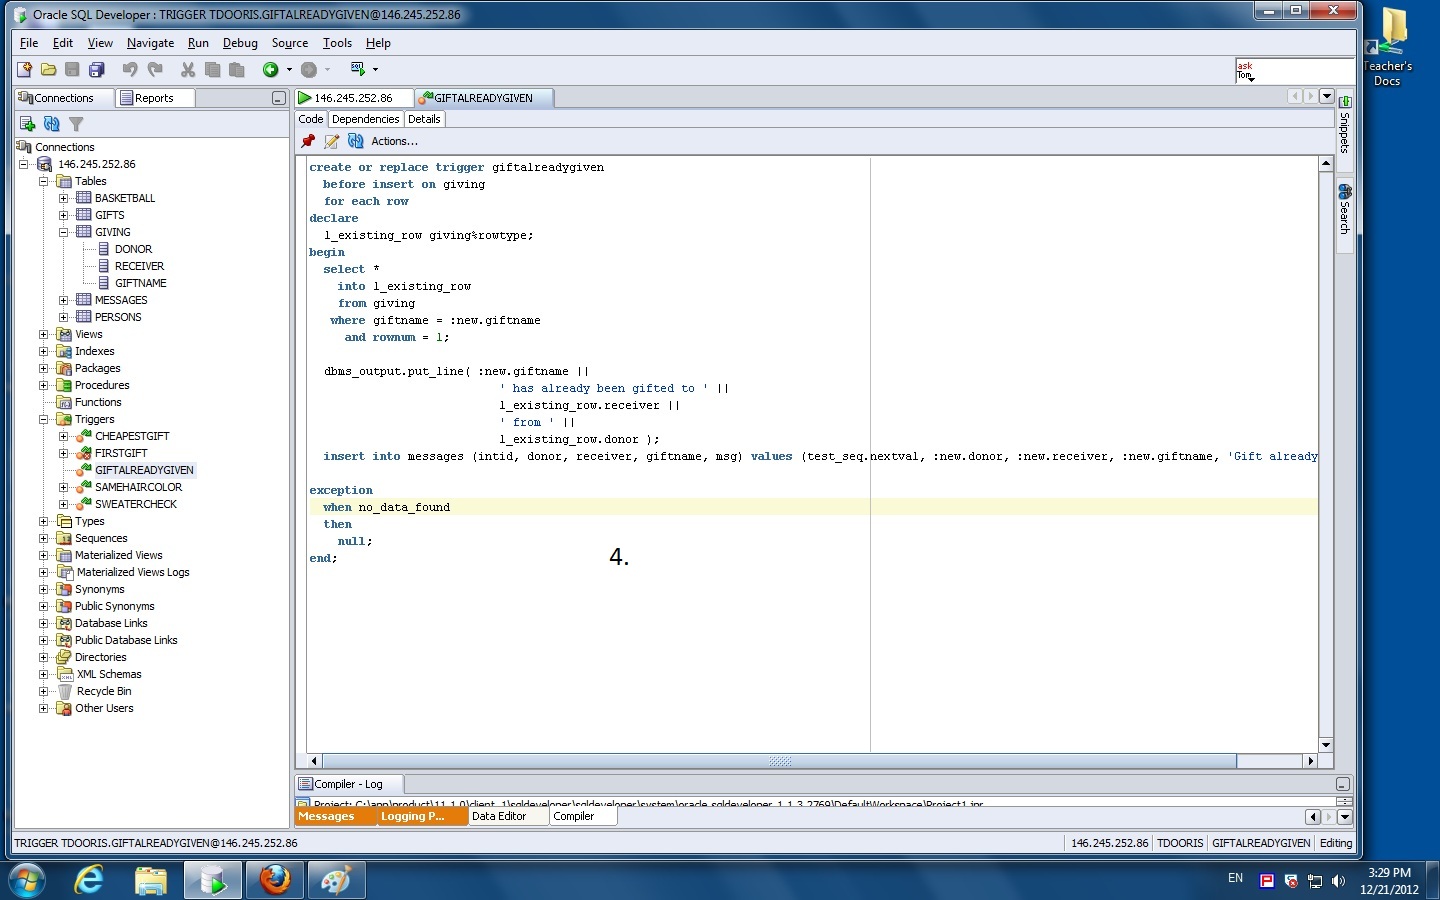 Oracle SQL Developer : TRIGGER TDOORIS.GIFTALREADYGIVEN@146.245.252.86
File Edit View Navigate Run Debug Source Tools Help
ask
Tom
Teacher's
Docs
Connections Reports
146.245.252.86 GIFTALREADYGIVEN
Code Dependencies Details
Actions...
Snippets
Search
Connections
146.245.252.86
Tables
BASKETBALL
GIFTS
GIVING
DONOR
RECEIVER
GIFTNAME
MESSAGES
PERSONS
Views
Indexes
Packages
Procedures
Functions
Triggers
CHEAPESTGIFT
FIRSTGIFT
GIFTALREADYGIVEN
SAMEHAIRCOLOR
SWEATERCHECK
Types
Sequences
Materialized Views
Materialized Views Logs
Synonyms
Public Synonyms
Database Links
Public Database Links
Directories
XML Schemas
Recycle Bin
Other Users
create or replace trigger giftalreadygiven
before insert on giving
for each row
declare
l_existing_row giving%rowtype;
begin
select *
into l_existing_row
from giving
where giftname = :new.giftname
and rownum = 1;
dbms_output.put_line( :new.giftname ||
' has already been gifted to ' ||
l_existing_row.receiver ||
' from ' ||
l_existing_row.donor );
insert into messages (intid, donor, receiver, giftname, msg) values (test_seq.nextval, :new.donor, :new.receiver, :new.giftname, 'Gift already
exception
when no_data_found
then
null;
end;
4.
Compiler - Log
Project: C:\app\product\11.1.0\client_1\sqldeveloper\sqldeveloper\system\oracle.sqldeveloper.1.1.3.2769\DefaultWorkspace\Project1.jpr
Messages Logging P... Data Editor Compiler
TRIGGER TDOORIS.GIFTALREADYGIVEN@146.245.252.86
146.245.252.86 TDOORIS GIFTALREADYGIVEN Editing
EN
3:29 PM
12/21/2012